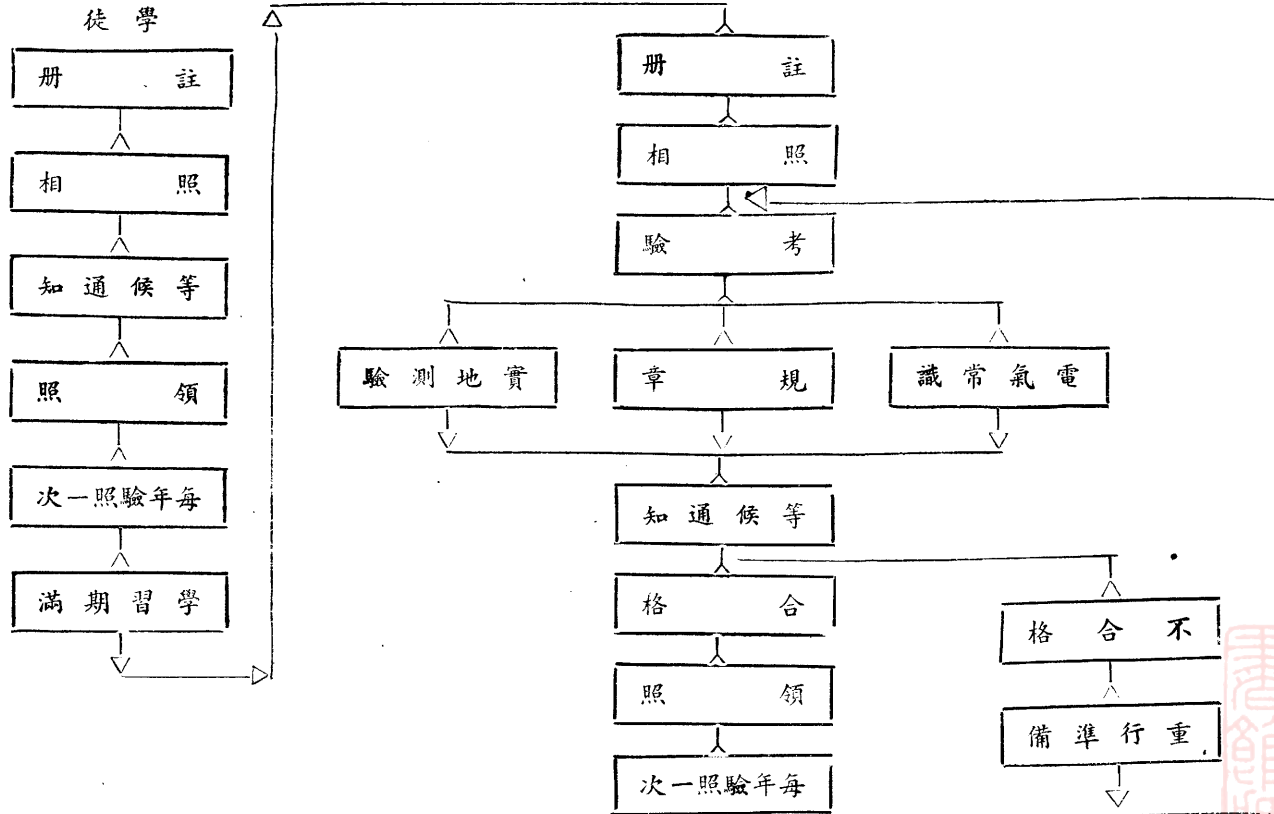 學徒
註册
照相
等候通知
領照
每年驗照一次
學習期滿
註册
照相
考驗
電氣常識
規章
實地測驗
等候通知
合格
領照
每年驗照一次
不合格
重行準備